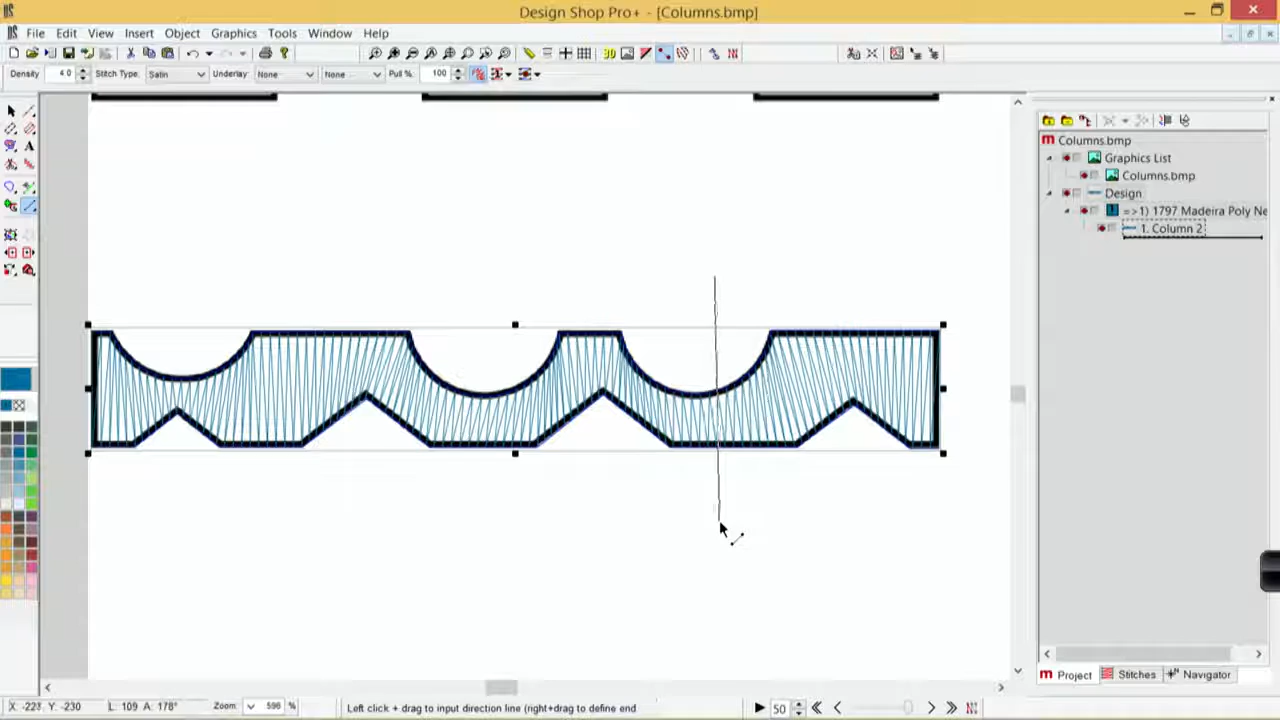 Design Shop Pro+ - [Columns.bmp]
File Edit View Insert Object Graphics Tools Window Help
3D
Density 4.0 Stitch Type: Satin Underlay: None None Pull % 100
A
Columns.bmp
Graphics List
Columns.bmp
Design
=>1) 1797 Madeira Poly Ne
1. Column 2
Project Stitches Navigator
X: -223 Y: -230 L: 109 A: 178° Zoom: 596 % Left click + drag to input direction line (right+drag to define end 50